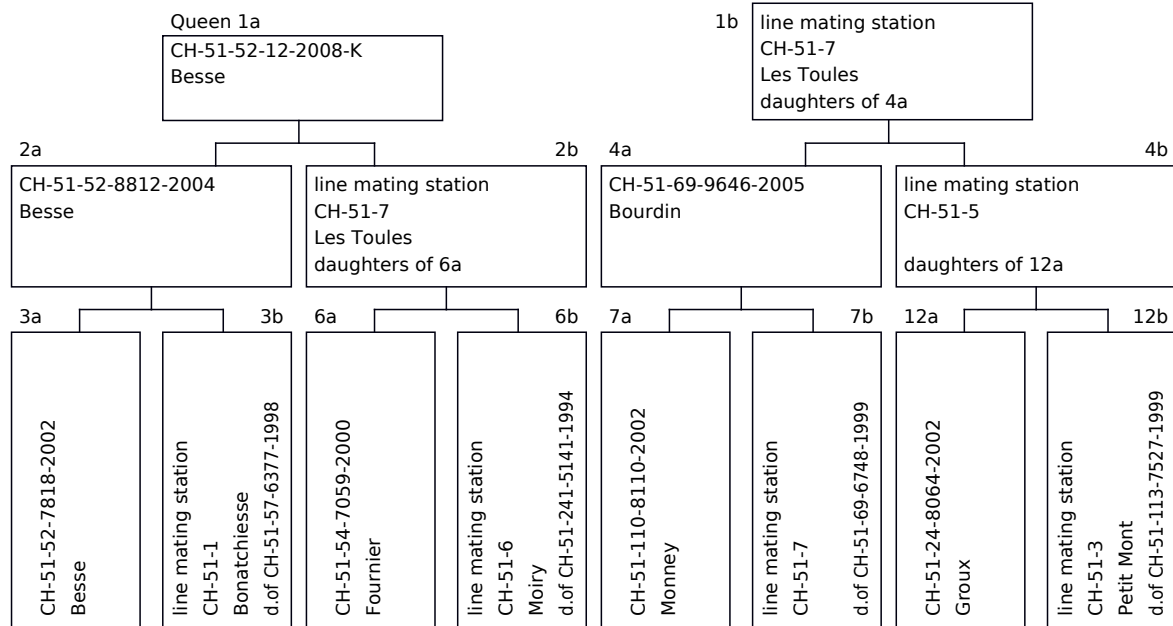 Queen 1a
CH-51-52-12-2008-K
Besse
1b
line mating station
CH-51-7
Les Toules
daughters of 4a
2a
CH-51-52-8812-2004
Besse
2b
line mating station
CH-51-7
Les Toules
daughters of 6a
4a
CH-51-69-9646-2005
Bourdin
4b
line mating station
CH-51-5
daughters of 12a
3a
CH-51-52-7818-2002
Besse
3b
line mating station
CH-51-1
Bonatchiesse
d.of CH-51-57-6377-1998
6a
CH-51-54-7059-2000
Fournier
6b
line mating station
CH-51-6
Moiry
d.of CH-51-241-5141-1994
7a
CH-51-110-8110-2002
Monney
7b
line mating station
CH-51-7
d.of CH-51-69-6748-1999
12a
CH-51-24-8064-2002
Groux
12b
line mating station
CH-51-3
Petit Mont
d.of CH-51-113-7527-1999